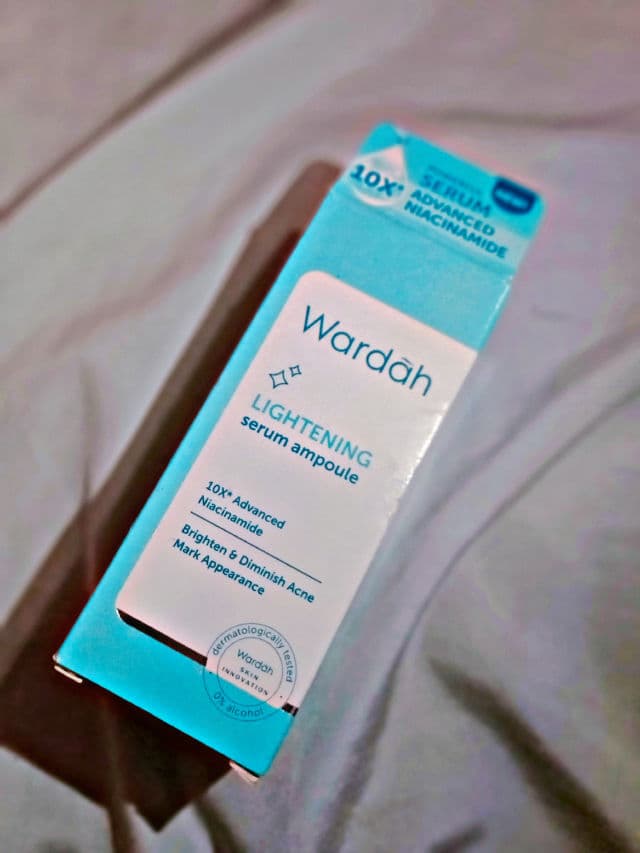 10X*
SERUM
ADVANCED
NIACINAMIDE
Wardah
LIGHTENING
serum ampoule
10X* Advanced
Niacinamide
Brighten & Diminish Acne
Mark Appearance
dermatologically tested
Wardah
SKIN
INNOVATION
0% alcohol